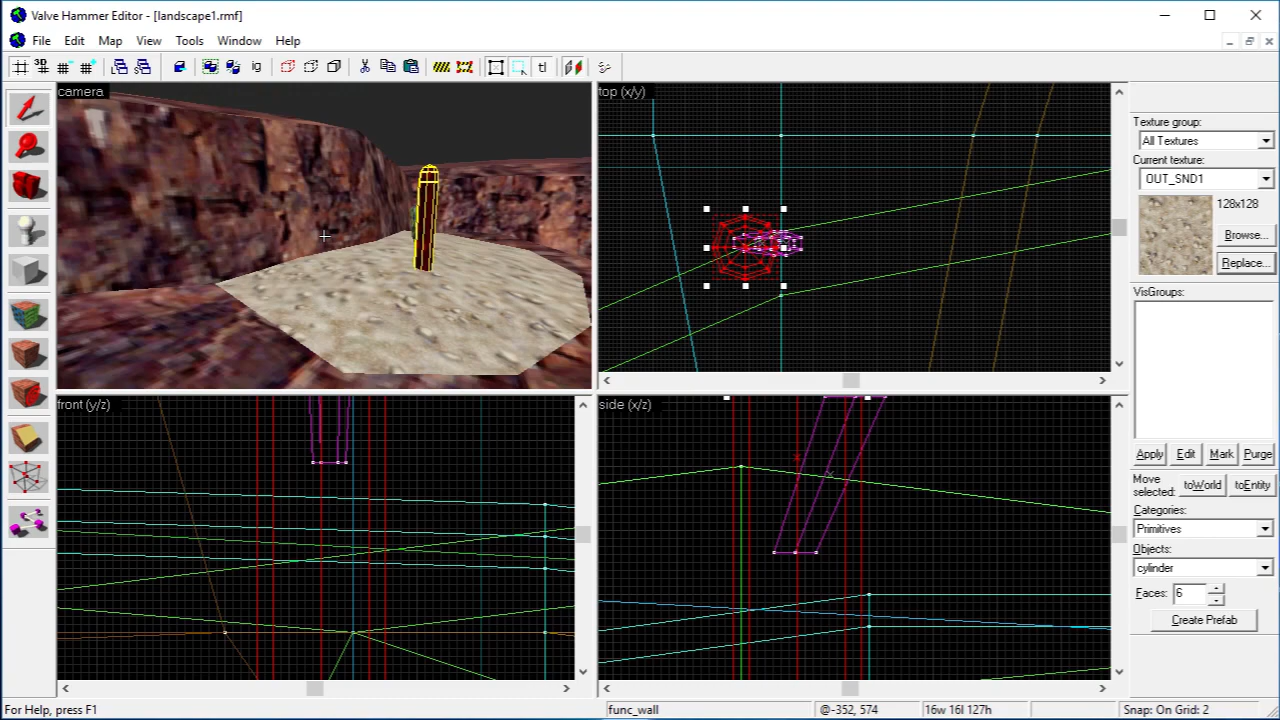 Valve Hammer Editor - [landscape1.rmf]
File Edit Map View Tools Window Help
3D ig tl
camera
top (x/y)
front (y/z)
side (x/z)
Texture group:
All Textures
Current texture:
OUT_SND1
128x128
Browse...
Replace...
VisGroups:
Apply Edit Mark Purge
Move
selected: toWorld toEntity
Categories:
Primitives
Objects:
cylinder
Faces: 6
Create Prefab
For Help, press F1 func_wall @-352, 574 16w 16l 127h Snap: On Grid: 2